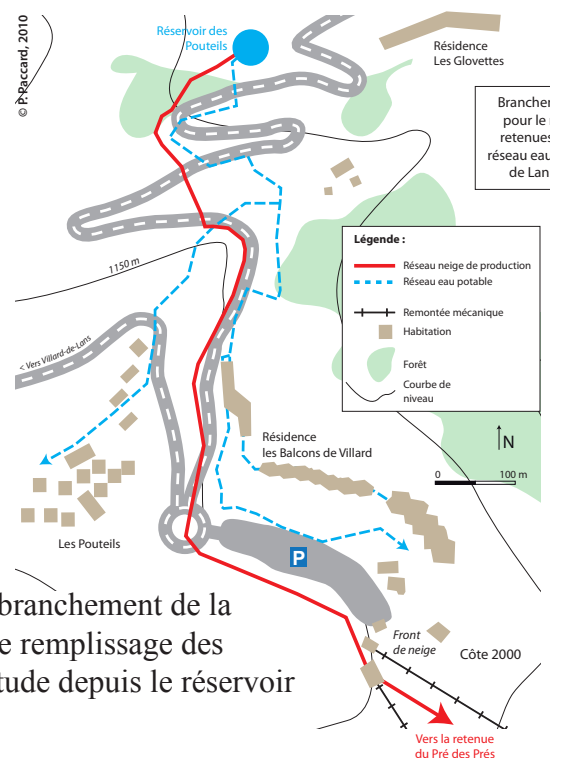 © P. Paccard, 2010
Réservoir des
Pouteils
Résidence
Les Glovettes
pour le
retenues
réseau eau
de Lan
1150 m
Légende :
Réseau neige de production
Réseau eau potable
Remontée mécanique
Habitation
Forêt
Courbe de
niveau
< Vers Villard-de-Lans
N
0 100 m
Résidence
les Balcons de Villard
P
Les Pouteils
branchement de la
e remplissage des
tude depuis le réservoir
Front
de neige
Côte 2000
Vers la retenue
du Pré des Prés